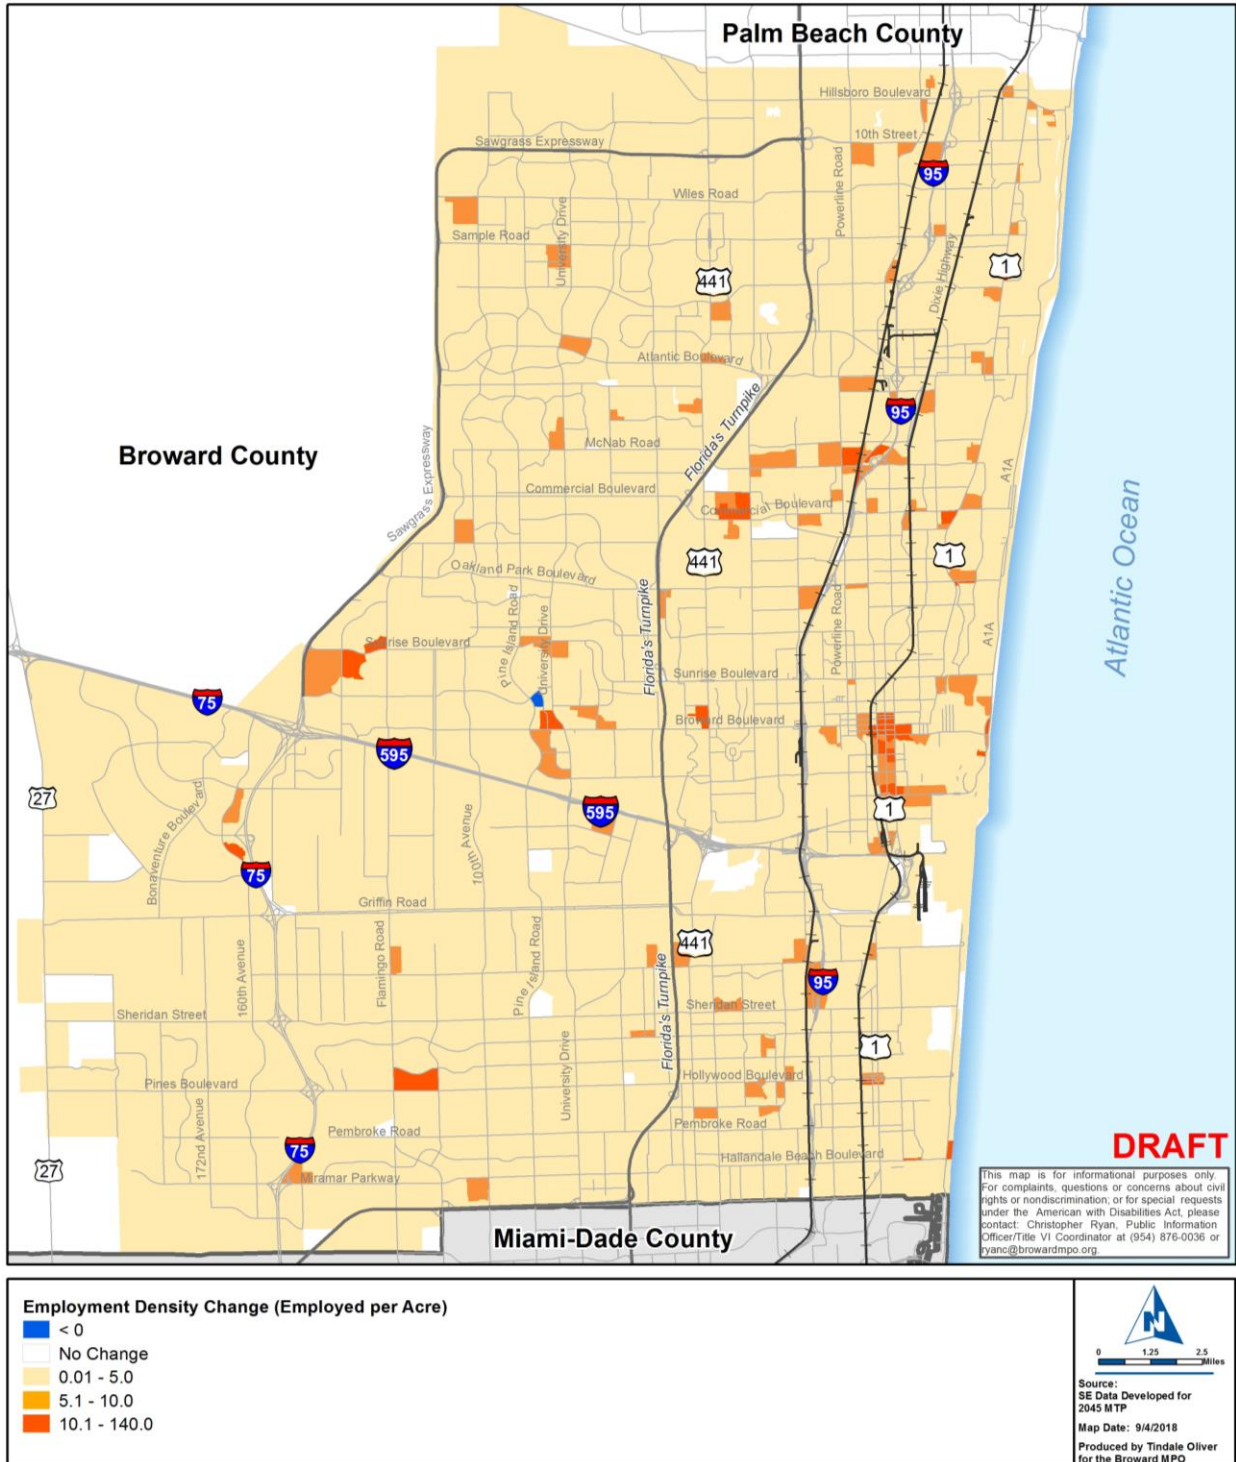 Palm Beach County
Hillsboro Boulevard
10th Street
Sawgrass Expressway
95
Powerline Road
Wiles Road
University Drive
Sample Road
Dixie Highway
1
441
Atlantic Boulevard
Florida's Turnpike
95
Broward County
McNab Road
Sawgrass Expressway
A1A
Commercial Boulevard
Commercial Boulevard
Atlantic Ocean
441
1
Oakland Park Boulevard
Florida's Turnpike
Pine Island Road
University Drive
Powerline Road
A1A
Sunrise Boulevard
Sunrise Boulevard
75
Broward Boulevard
595
27
595
1
Bonaventure Boulevard
100th Avenue
75
Griffin Road
Pine Island Road
441
Flamingo Road
160th Avenue
95
Florida's Turnpike
Sheridan Street
Sheridan Street
1
University Drive
Pines Boulevard
Hollywood Boulevard
172nd Avenue
Pembroke Road
Pembroke Road
75
Hallandale Beach Boulevard
27
Miramar Parkway
Miami-Dade County
DRAFT
This map is for informational purposes only.
For complaints, questions or concerns about civil
rights or nondiscrimination; or for special requests
under the American with Disabilities Act, please
contact: Christopher Ryan, Public Information
Officer/Title VI Coordinator at (954) 876-0036 or
ryanc@browardmpo.org.
Employment Density Change (Employed per Acre)
< 0
No Change
0.01 - 5.0
5.1 - 10.0
10.1 - 140.0
N
0 1.25 2.5
Miles
Source:
SE Data Developed for
2045 MTP
Map Date: 9/4/2018
Produced by Tindale Oliver
for the Broward MPO